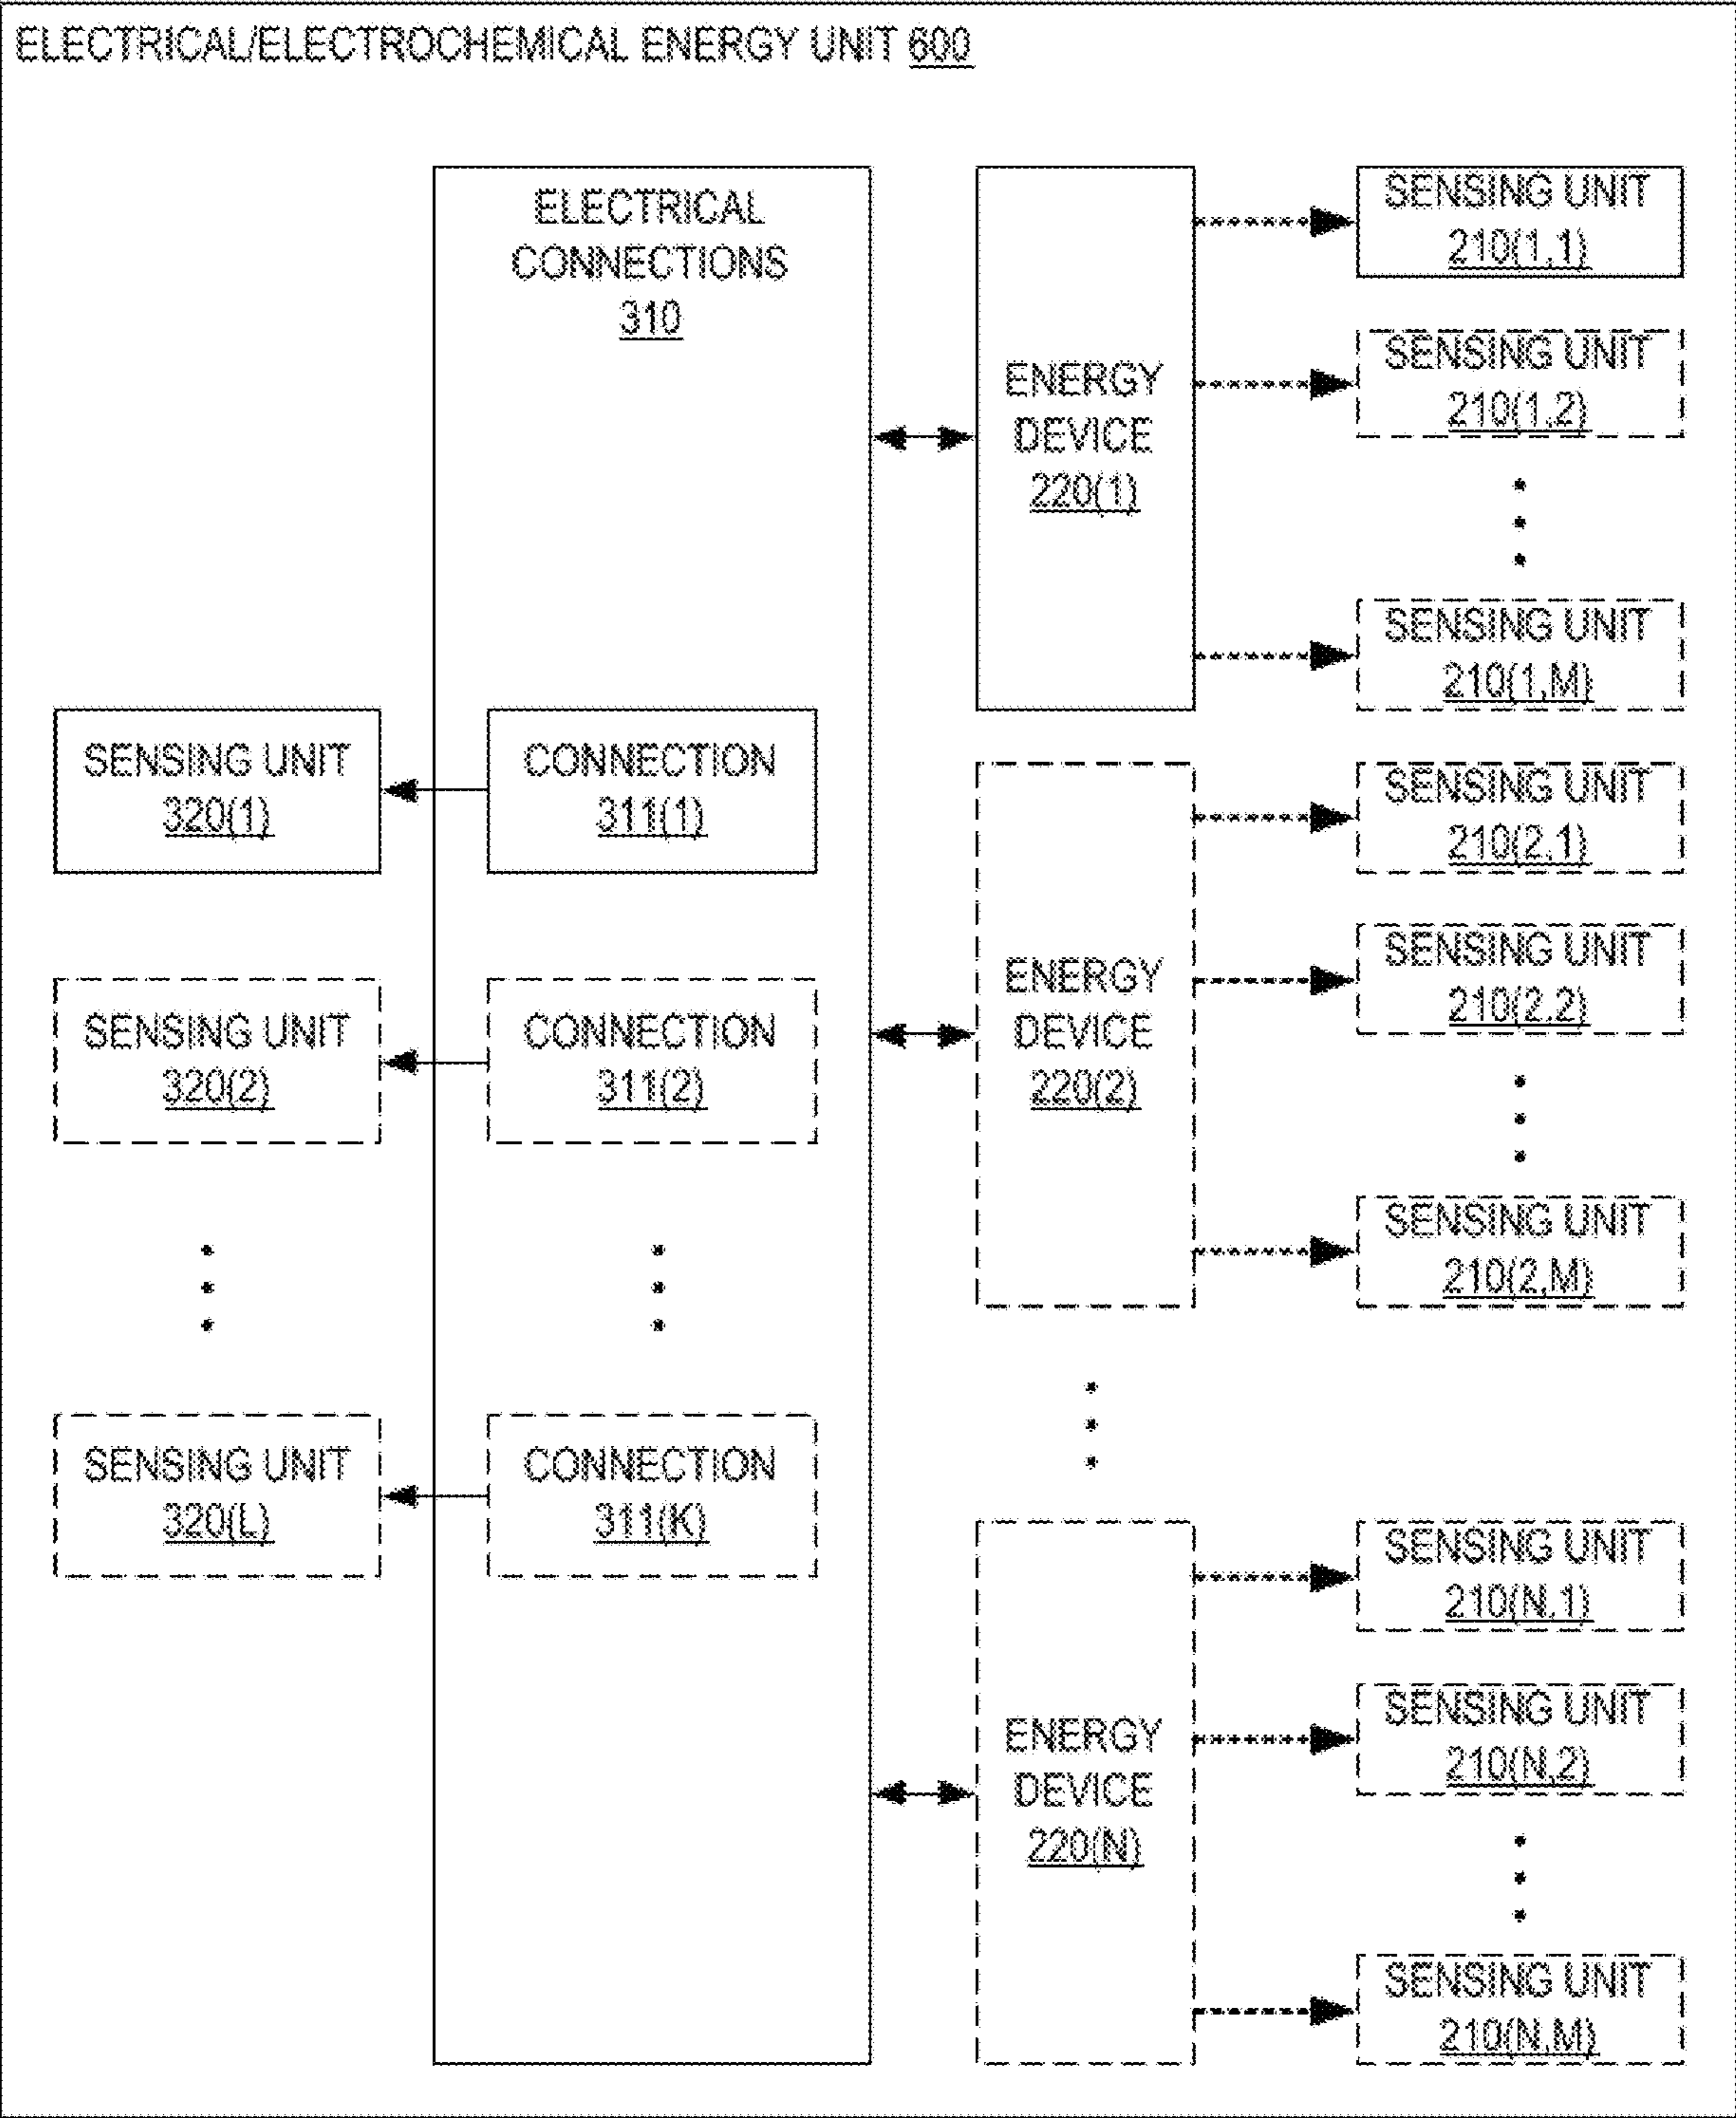 ELECTRICAL/ELECTROCHEMICAL ENERGY UNIT 600
ELECTRICAL
CONNECTIONS
310
SENSING UNIT
320(1)
CONNECTION
311(1)
SENSING UNIT
320(2)
CONNECTION
311(2)
SENSING UNIT
320(L)
CONNECTION
311(K)
ENERGY
DEVICE
220(1)
SENSING UNIT
210(1,1)
SENSING UNIT
210(1,2)
SENSING UNIT
210(1,M)
ENERGY
DEVICE
220(2)
SENSING UNIT
210(2,1)
SENSING UNIT
210(2,2)
SENSING UNIT
210(2,M)
ENERGY
DEVICE
220(N)
SENSING UNIT
210(N,1)
SENSING UNIT
210(N,2)
SENSING UNIT
210(N,M)